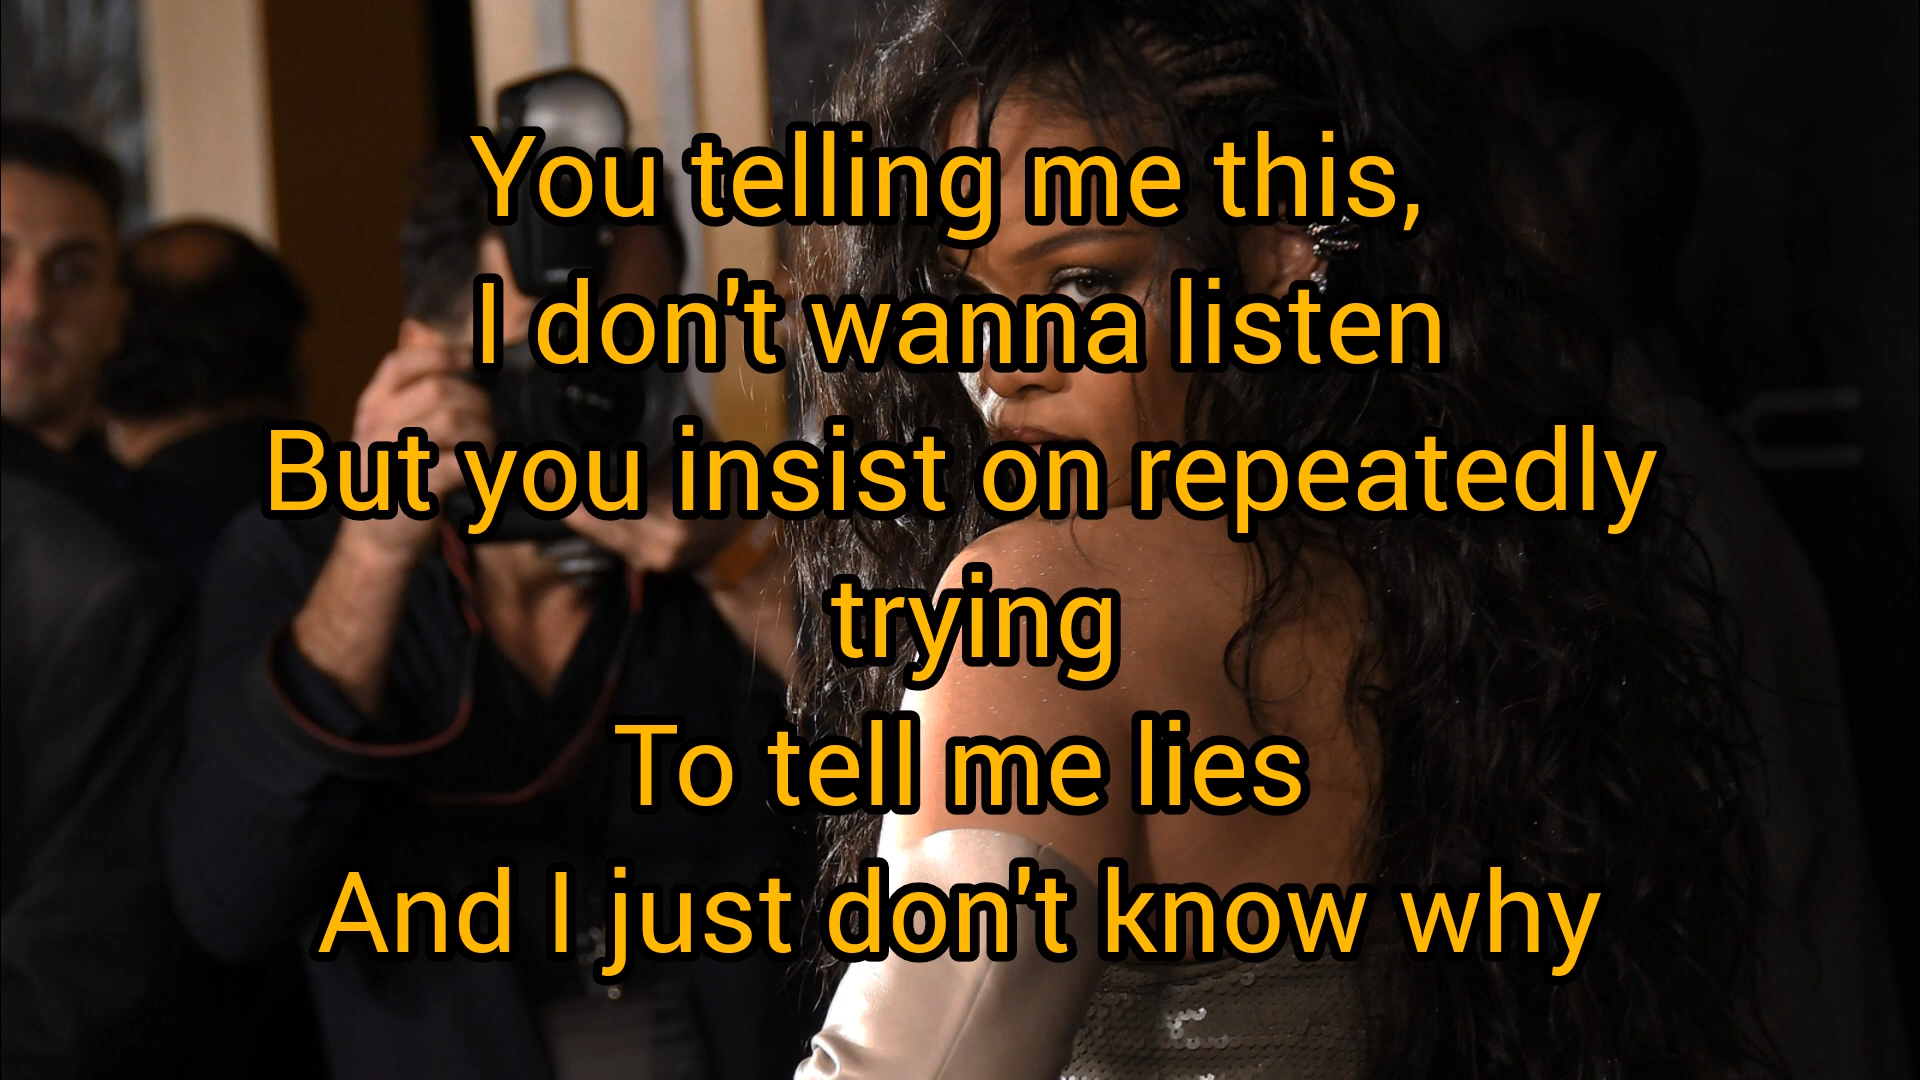 You telling me this,
I don't wanna listen
But you insist on repeatedly
trying
To tell me lies
And I just don't know why